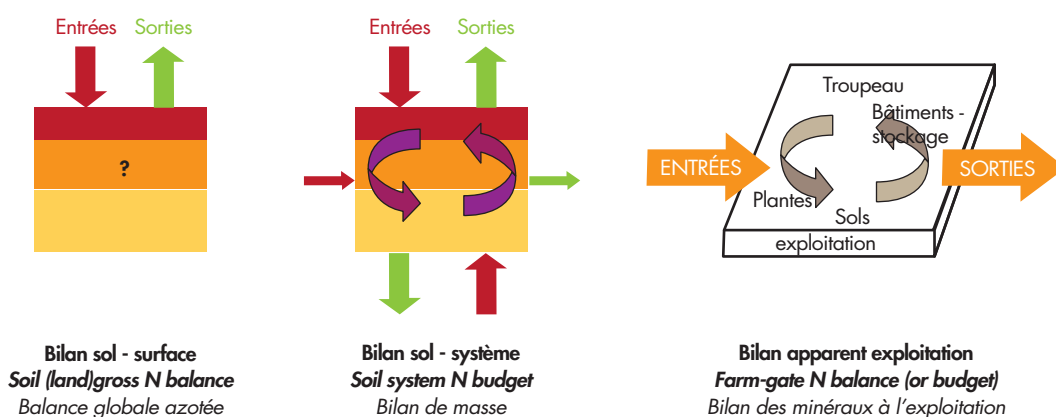 Entrées
Sorties
?
Bilan sol - surface
Soil (land)gross N balance
Balance globale azotée
Entrées
Sorties
Bilan sol - système
Soil system N budget
Bilan de masse
Troupeau
Bâtiments -
stockage
ENTRÉES
SORTIES
Plantes
Sols
exploitation
Bilan apparent exploitation
Farm-gate N balance (or budget)
Bilan des minéraux à l'exploitation